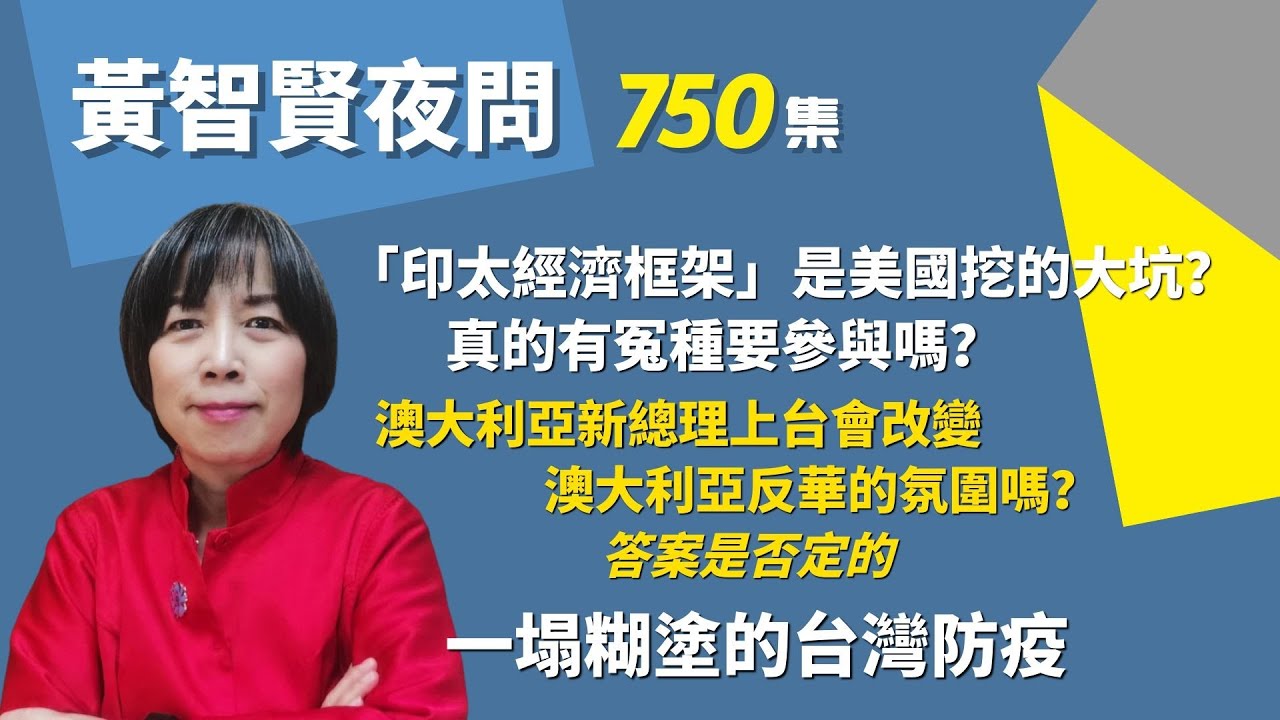 黃智賢夜問 750集
「印太經濟框架」是美國挖的大坑？
真的有冤種要參與嗎？
澳大利亞新總理上台會改變
澳大利亞反華的氛圍嗎？
答案是否定的
一塌糊塗的台灣防疫